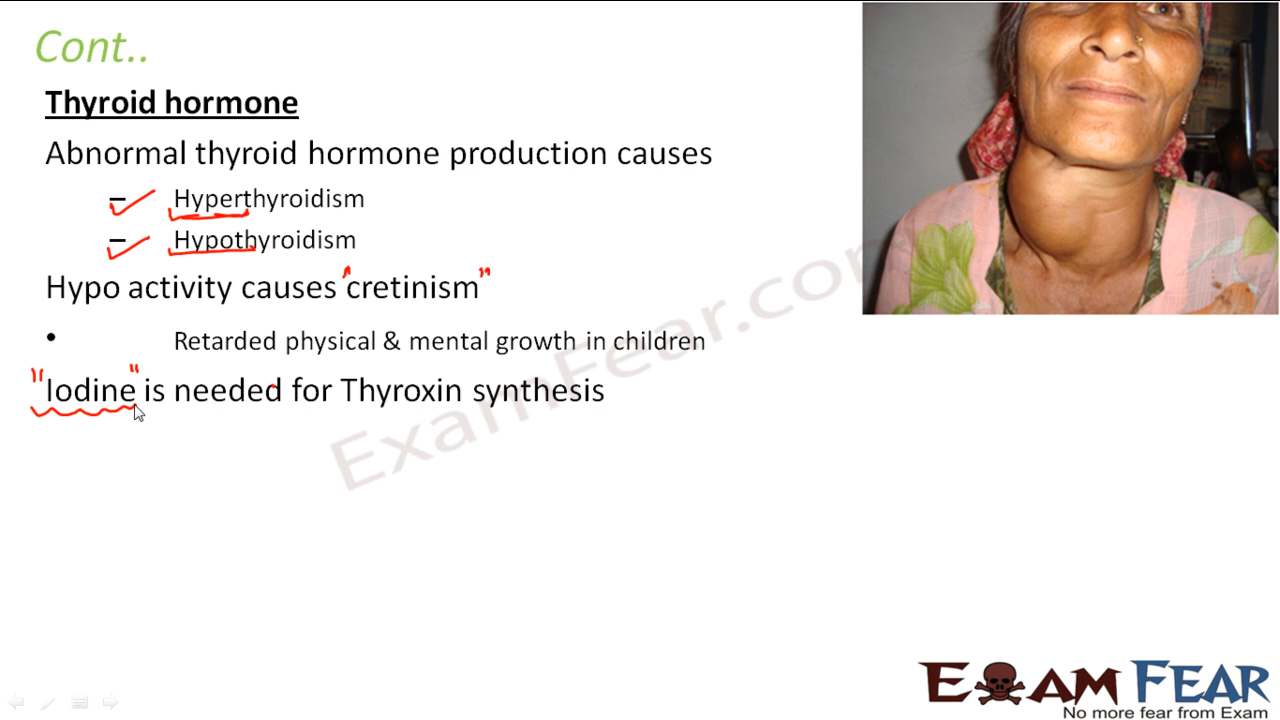 Cont..
Thyroid hormone
Abnormal thyroid hormone production causes
– Hyperthyroidism
– Hypothyroidism
Hypo activity causes "cretinism"
• Retarded physical & mental growth in children
"Iodine" is needed for Thyroxin synthesis
ExamFear.com
EXAM FEAR
No more fear from Exam